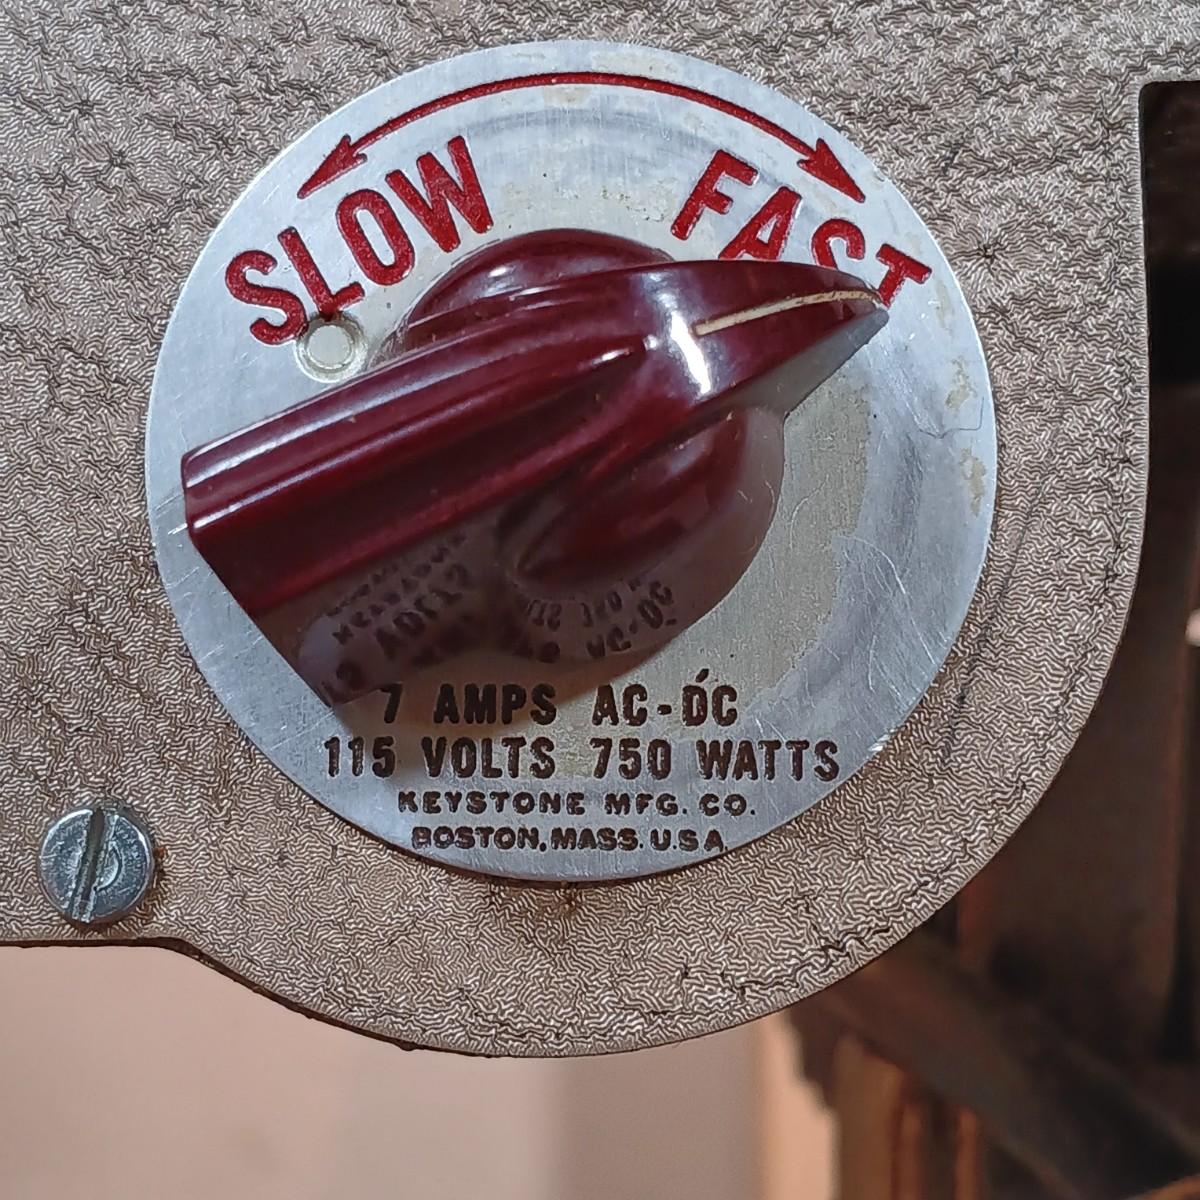 SLOW FAST
7 AMPS AC-DC
115 VOLTS 750 WATTS
KEYSTONE MFG. CO.
BOSTON, MASS. U.S.A.